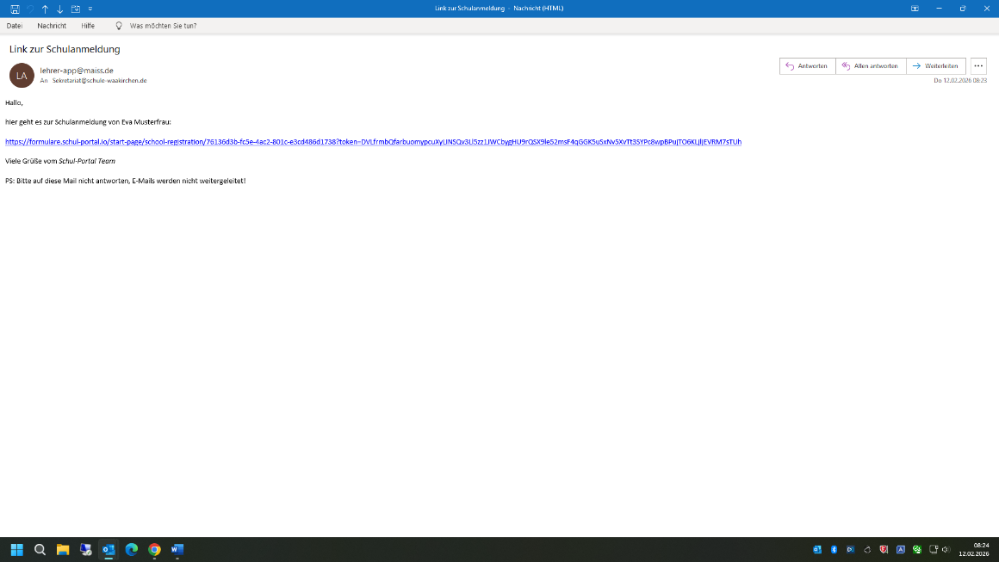 Link zur Schulanmeldung - Nachricht (HTML)
Datei Nachricht Hilfe Was möchten Sie tun?
Link zur Schulanmeldung
LA
lehrer-app@maiss.de
An Sekretariat@schule-waakirchen.de
Antworten Allen antworten Weiterleiten
Do 12.02.2026 08:23
Hallo,
hier geht es zur Schulanmeldung von Eva Musterfrau:
https://formulare.schul-portal.io/start-page/school-registration/76136d3b-fc5e-4ac2-801c-e3cd486d1738?token=DVLfrmbQfarbuomypcuXyLINSQv3Ll5zz1JWCbygHU9rQSX9le52msF4qGGK5uSxNv5XvTt3SYPc8wpBPujTO6KLjljEVRM7sTUh
Viele Grüße vom Schul-Portal Team
PS: Bitte auf diese Mail nicht antworten, E-Mails werden nicht weitergeleitet!
08:24
12.02.2026